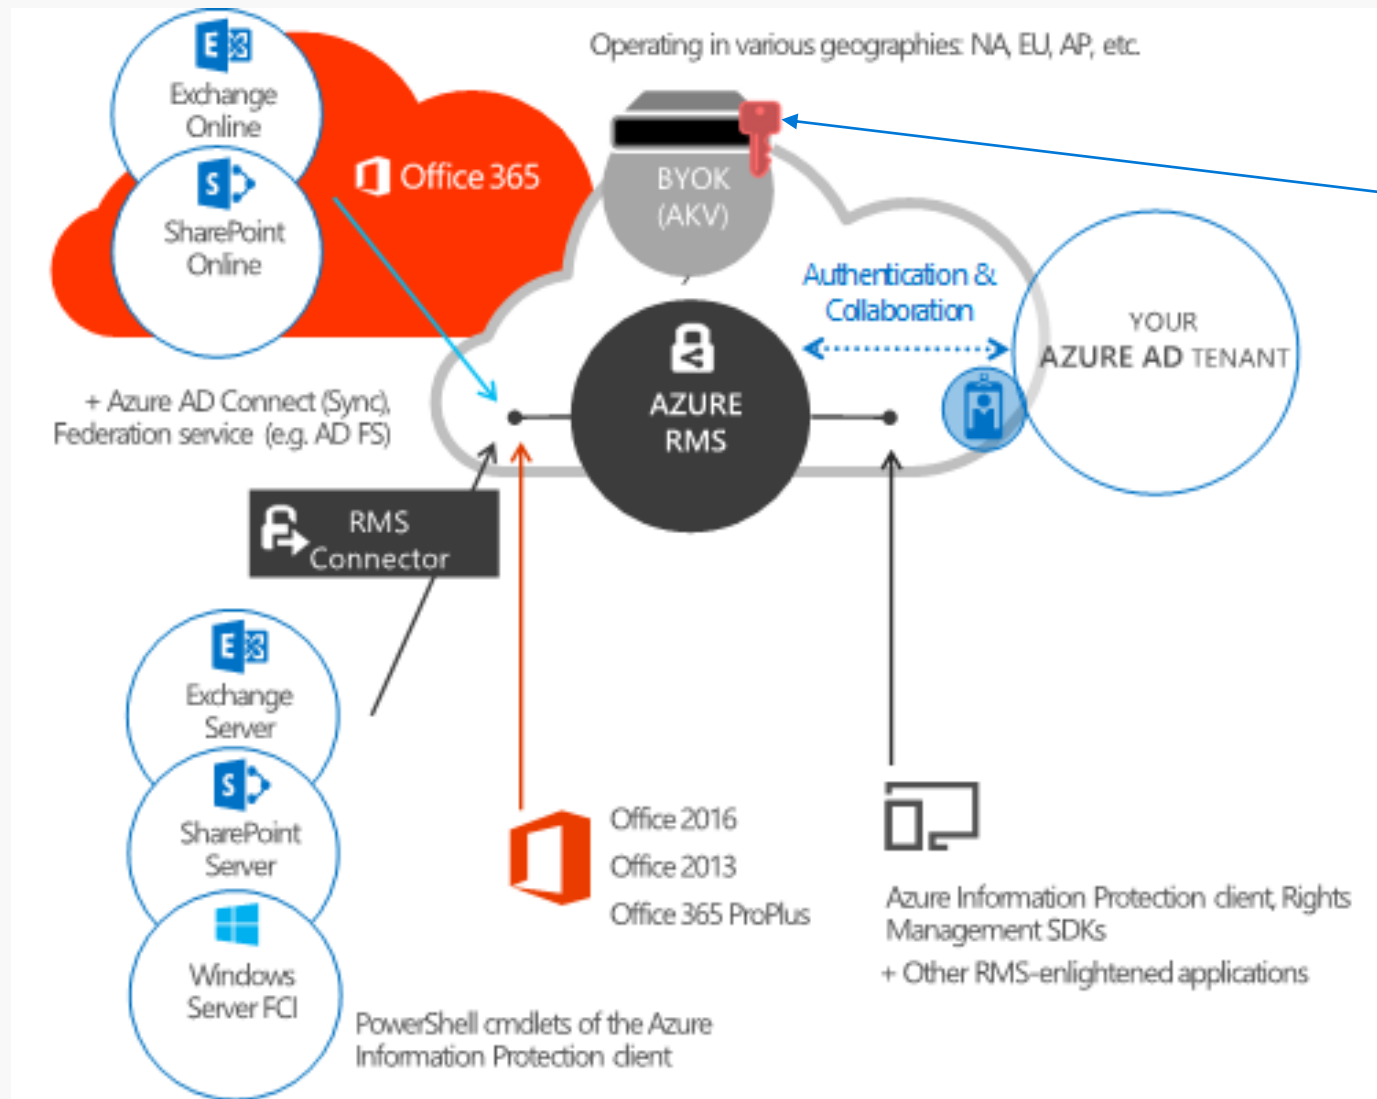 Operating in various geographies: NA, EU, AP, etc.
Exchange
Online
Office 365
SharePoint
Online
BYOK
(AKV)
Authentication &
Collaboration
YOUR
AZURE AD TENANT
AZURE
RMS
+ Azure AD Connect (Sync),
Federation service (e.g. AD FS)
RMS
Connector
Exchange
Server
SharePoint
Server
Windows
Server FCI
Office 2016
Office 2013
Office 365 ProPlus
Azure Information Protection client, Rights
Management SDKs
+ Other RMS-enlightened applications
PowerShell cmdlets of the Azure
Information Protection client